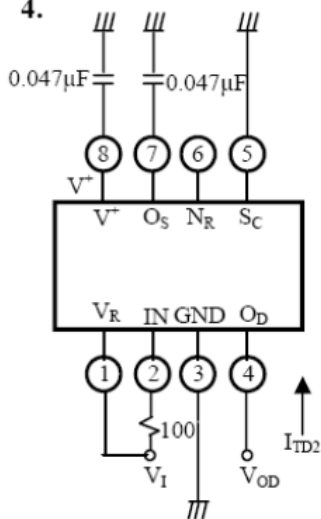 4.
0.047μF 0.047μF
8 7 6 5
V⁺
V⁺ O_S N_R S_C
V_R IN GND O_D
1 2 3 4
100
I_TD2
V_I V_OD